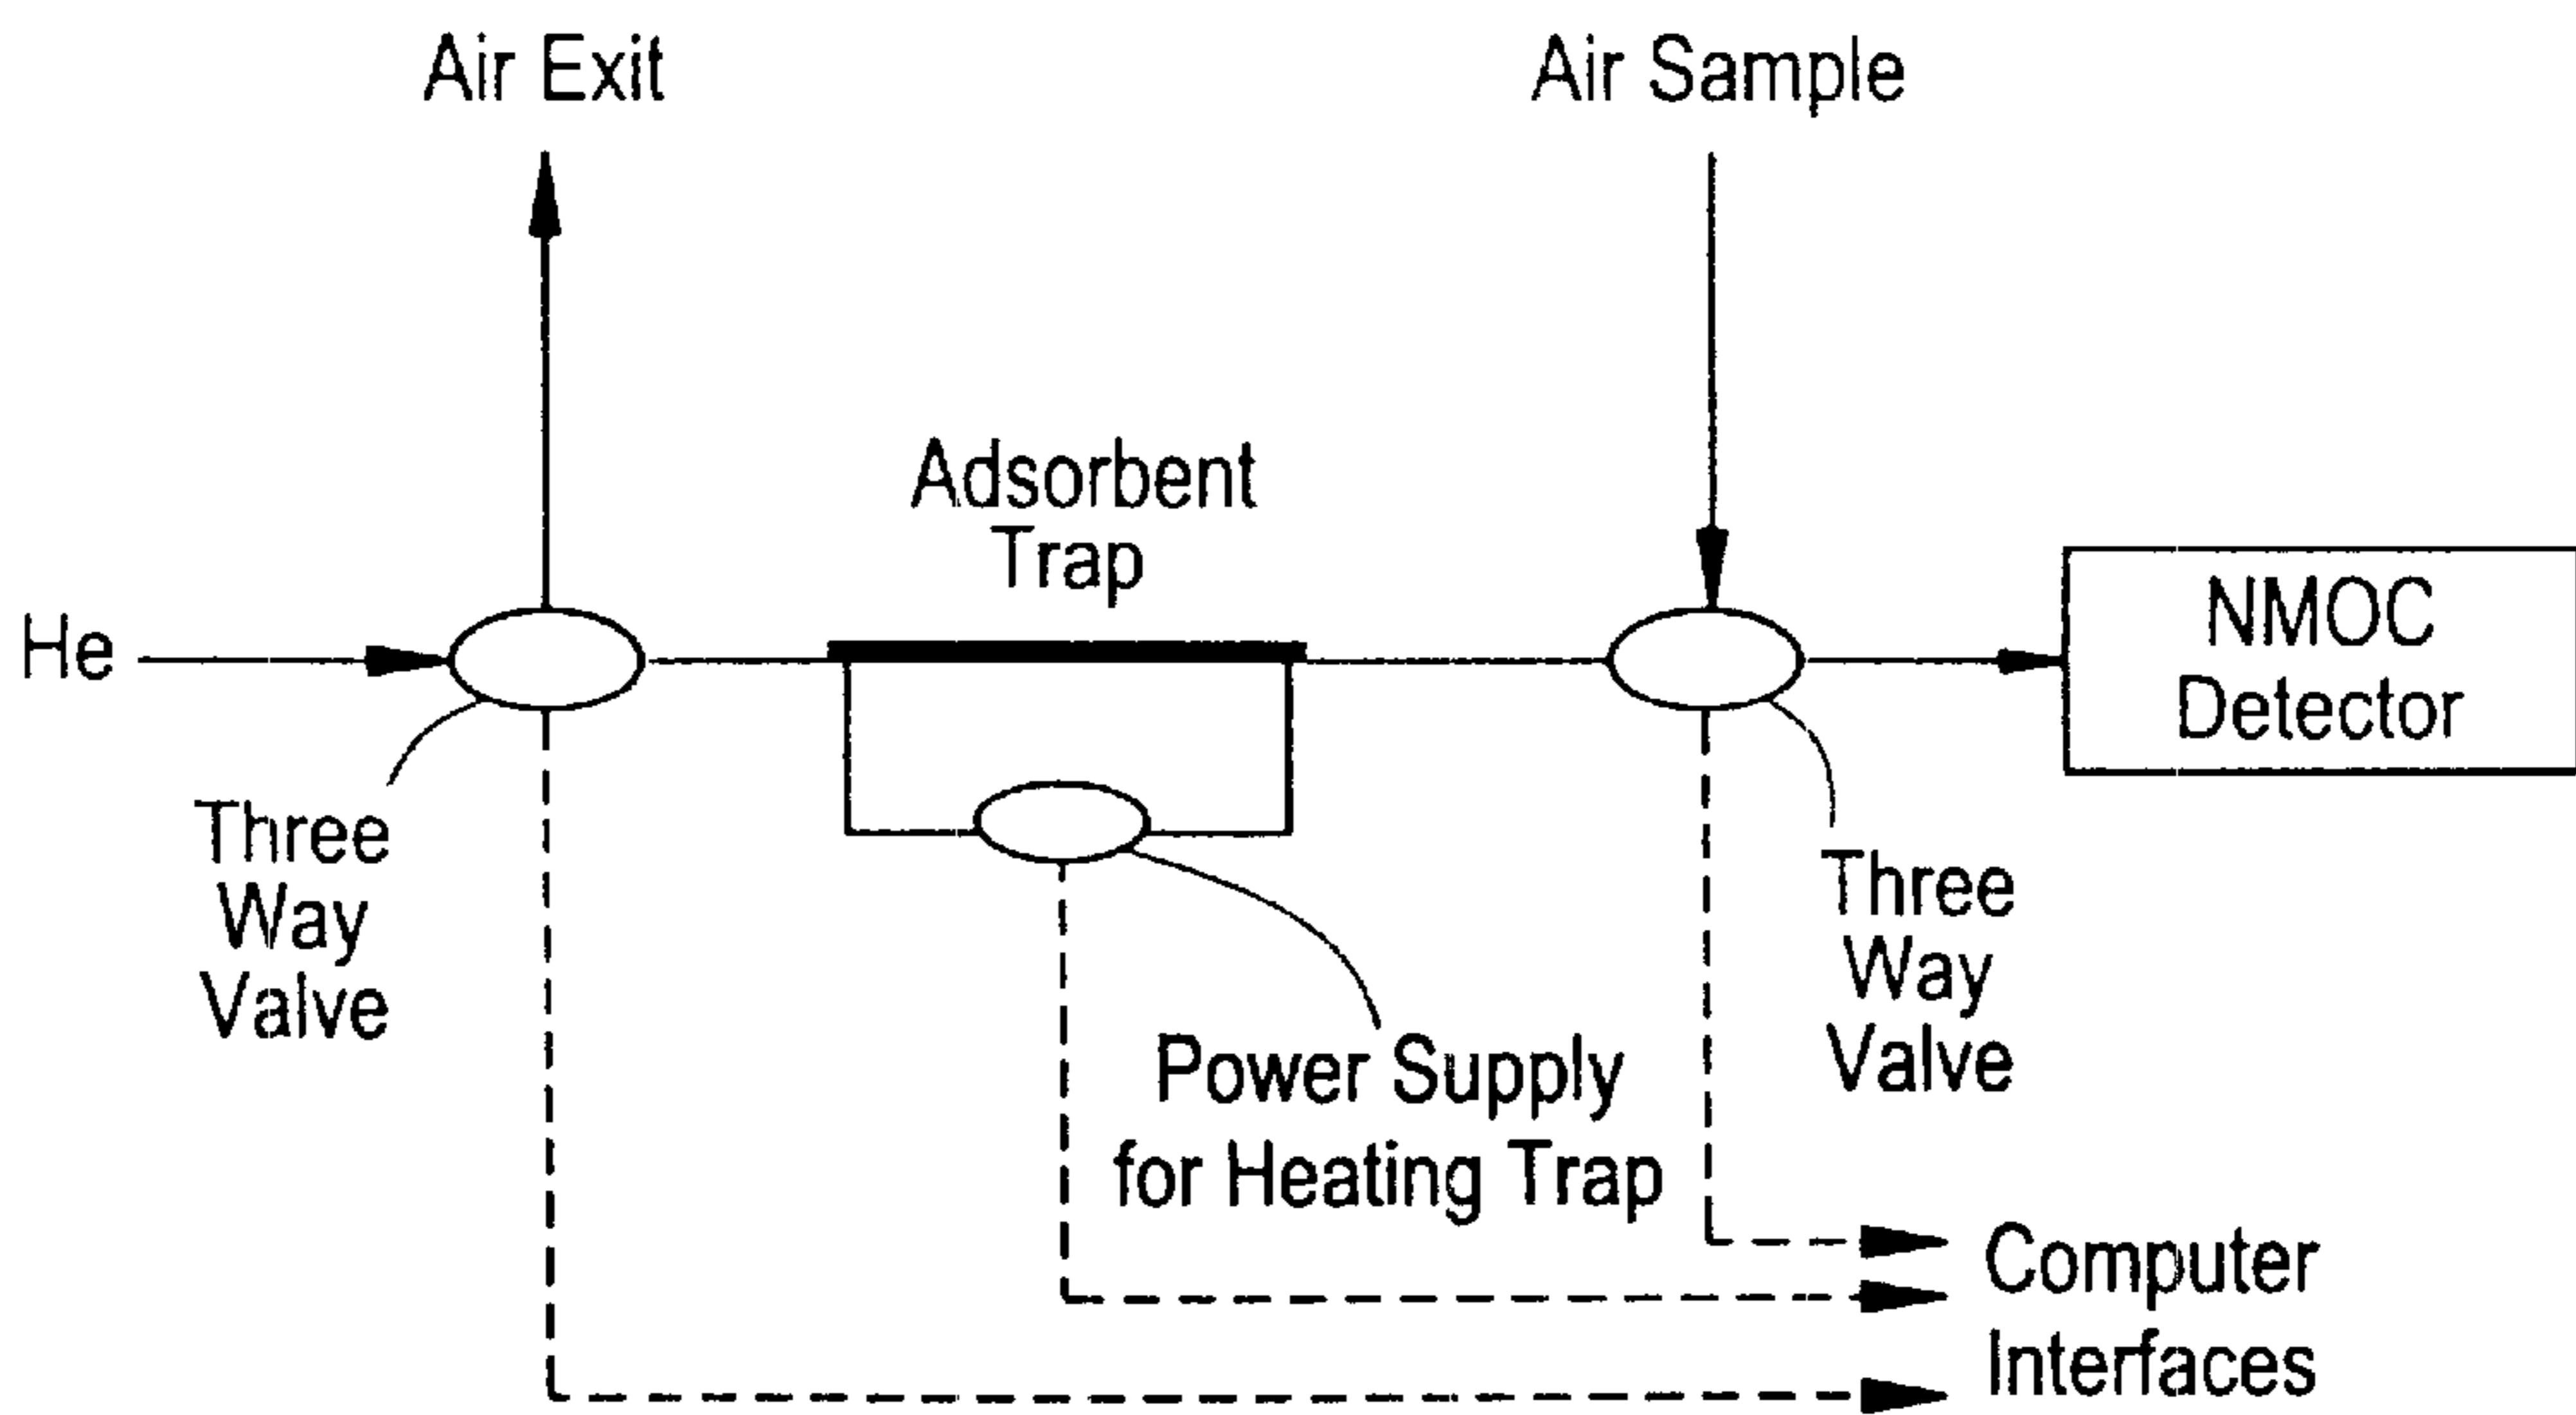 Air Exit
Air Sample
Adsorbent
Trap
He
NMOC
Detector
Three
Way
Valve
Three
Way
Valve
Power Supply
for Heating Trap
Computer
Interfaces